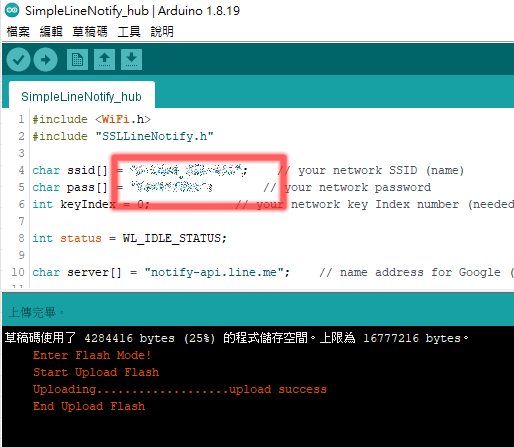 SimpleLineNotify_hub | Arduino 1.8.19
檔案 編輯 草稿碼 工具 說明
SimpleLineNotify_hub
1 #include <WiFi.h>
2 #include "SSLLineNotify.h"
3
4 char ssid[] = "    "; // your network SSID (name)
5 char pass[] = " // your network password
6 int keyIndex = 0; // your network key Index number (needed
7
8 int status = WL_IDLE_STATUS;
9
10 char server[] = "notify-api.line.me"; // name address for Google (
11
上傳完畢。
草稿碼使用了 4284416 bytes (25%) 的程式儲存空間。上限為 16777216 bytes。
Enter Flash Mode!
Start Upload Flash
Uploading....................upload success
End Upload Flash